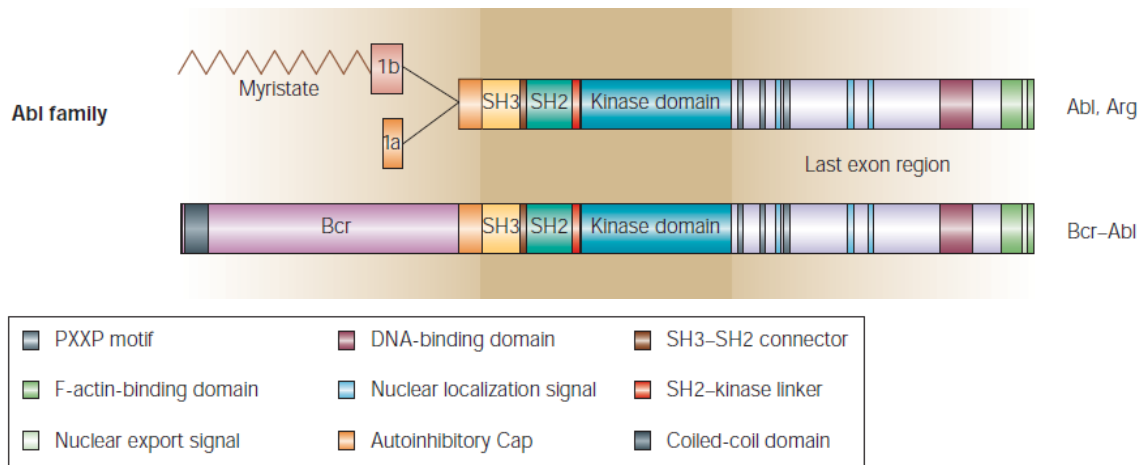 1b
Myristate
SH3 SH2 Kinase domain
Abl family
Abl, Arg
1a
Last exon region
Bcr SH3 SH2 Kinase domain
Bcr–Abl
PXXP motif
DNA-binding domain
SH3–SH2 connector
F-actin-binding domain
Nuclear localization signal
SH2–kinase linker
Nuclear export signal
Autoinhibitory Cap
Coiled-coil domain